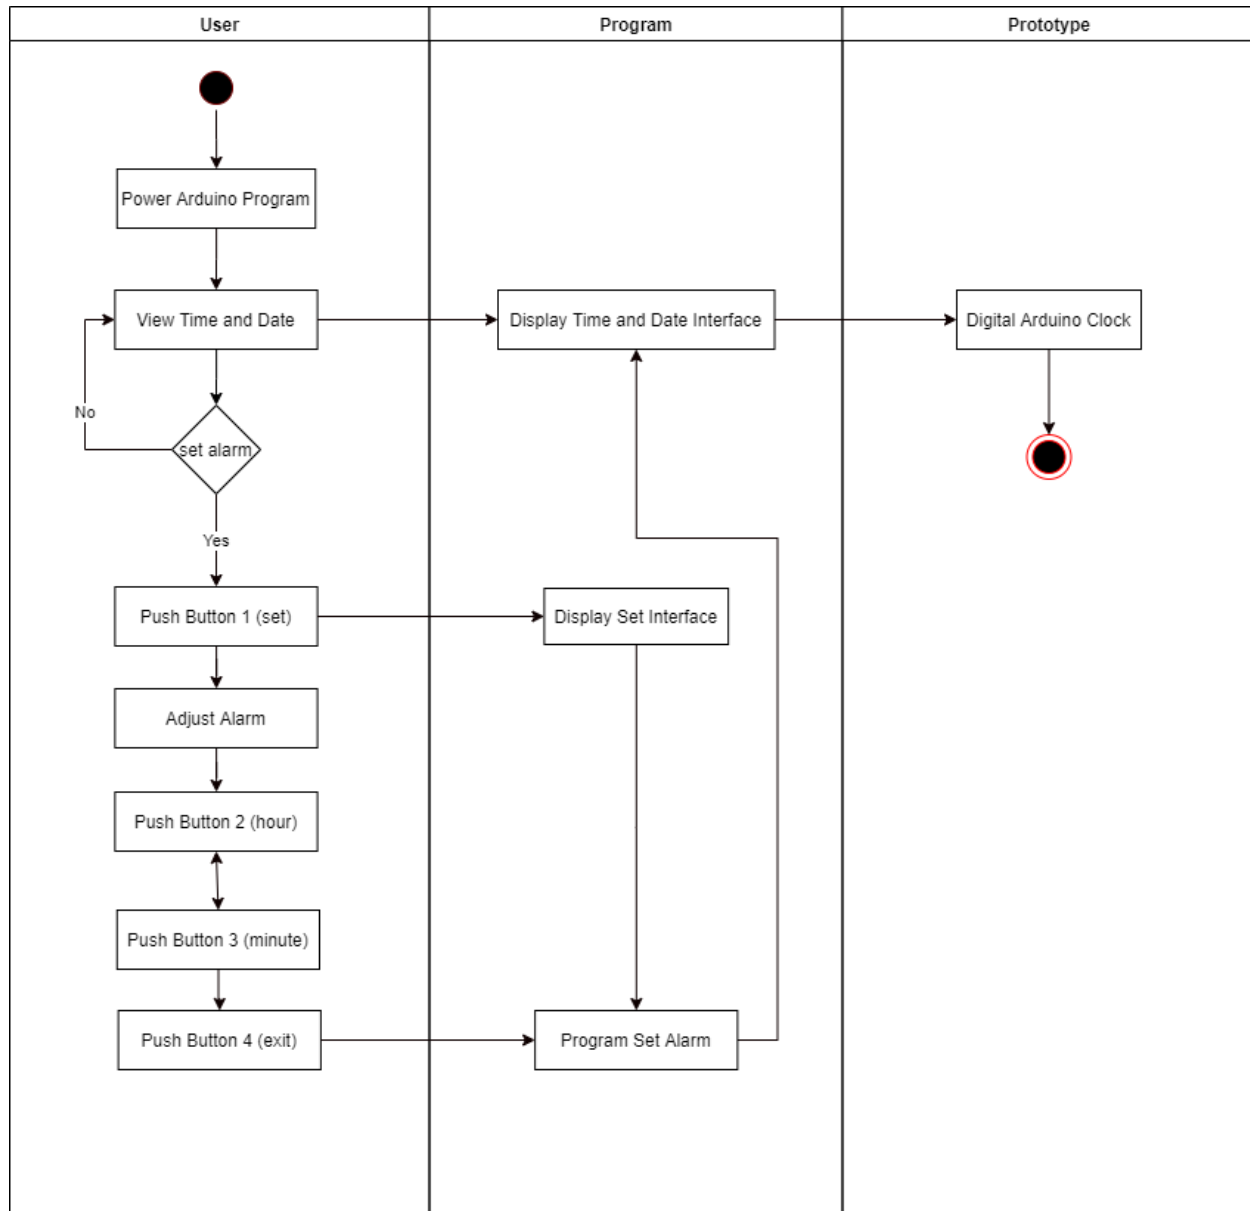 User
Program
Prototype
Power Arduino Program
View Time and Date
Display Time and Date Interface
Digital Arduino Clock
No
set alarm
Yes
Push Button 1 (set)
Display Set Interface
Adjust Alarm
Push Button 2 (hour)
Push Button 3 (minute)
Push Button 4 (exit)
Program Set Alarm